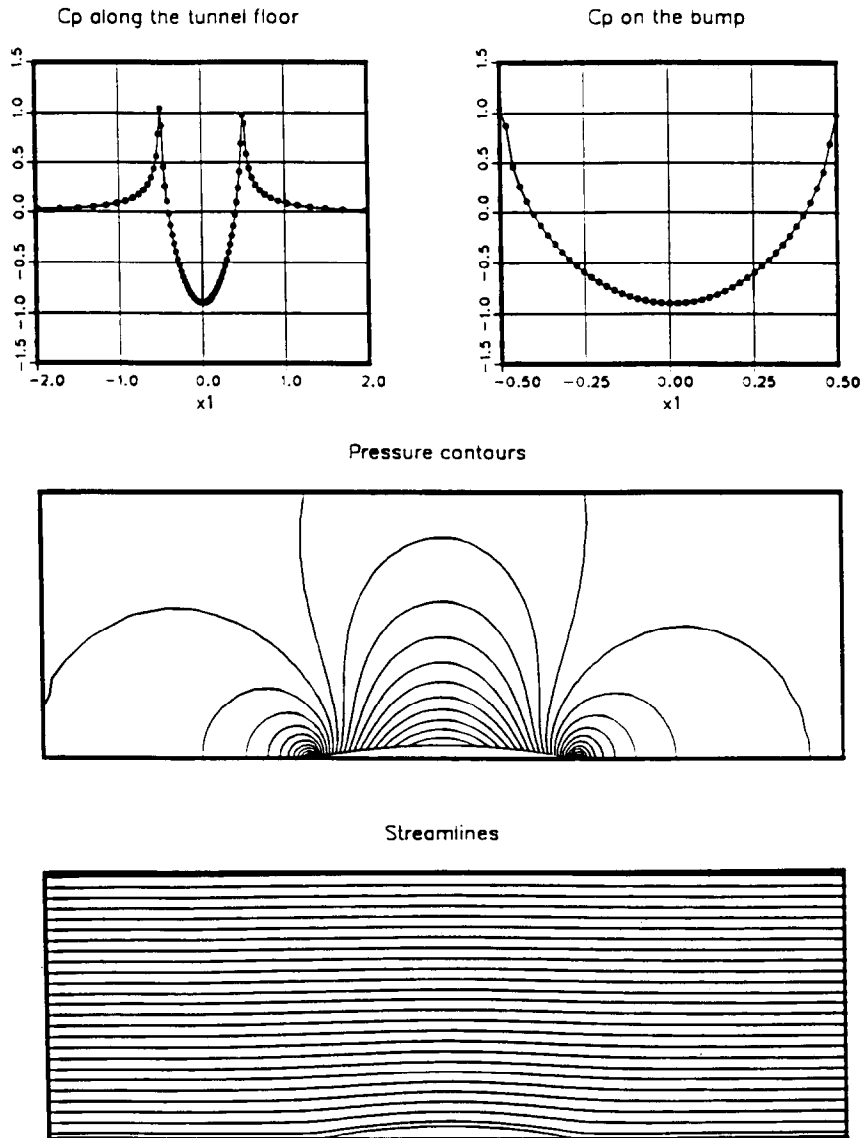 Cp along the tunnel floor
1.5
1.0
0.5
0.0
-0.5
-1.0
-1.5
-2.0 -1.0 0.0 1.0 2.0
x1
Cp on the bump
1.5
1.0
0.5
0.0
-0.5
-1.0
-1.5
-0.50 -0.25 0.00 0.25 0.50
x1
Pressure contours
Streamlines